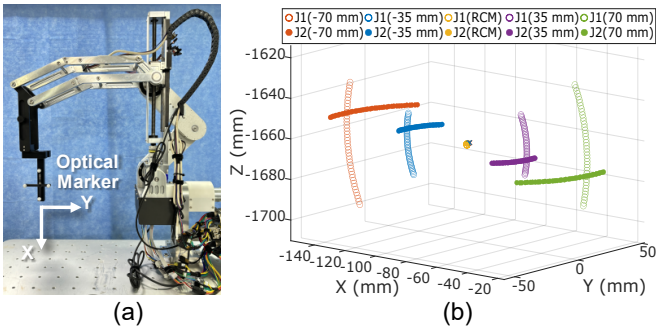 Optical
Marker
Y
X
(a)
J1(-70 mm) J1(-35 mm) J1(RCM) J1(35 mm) J1(70 mm)
J2(-70 mm) J2(-35 mm) J2(RCM) J2(35 mm) J2(70 mm)
-1620
-1640
-1660
-1680
-1700
Z (mm)
-140
-120
-100
-80
-60
-40
-20
X (mm)
-50
0
50
Y (mm)
(b)